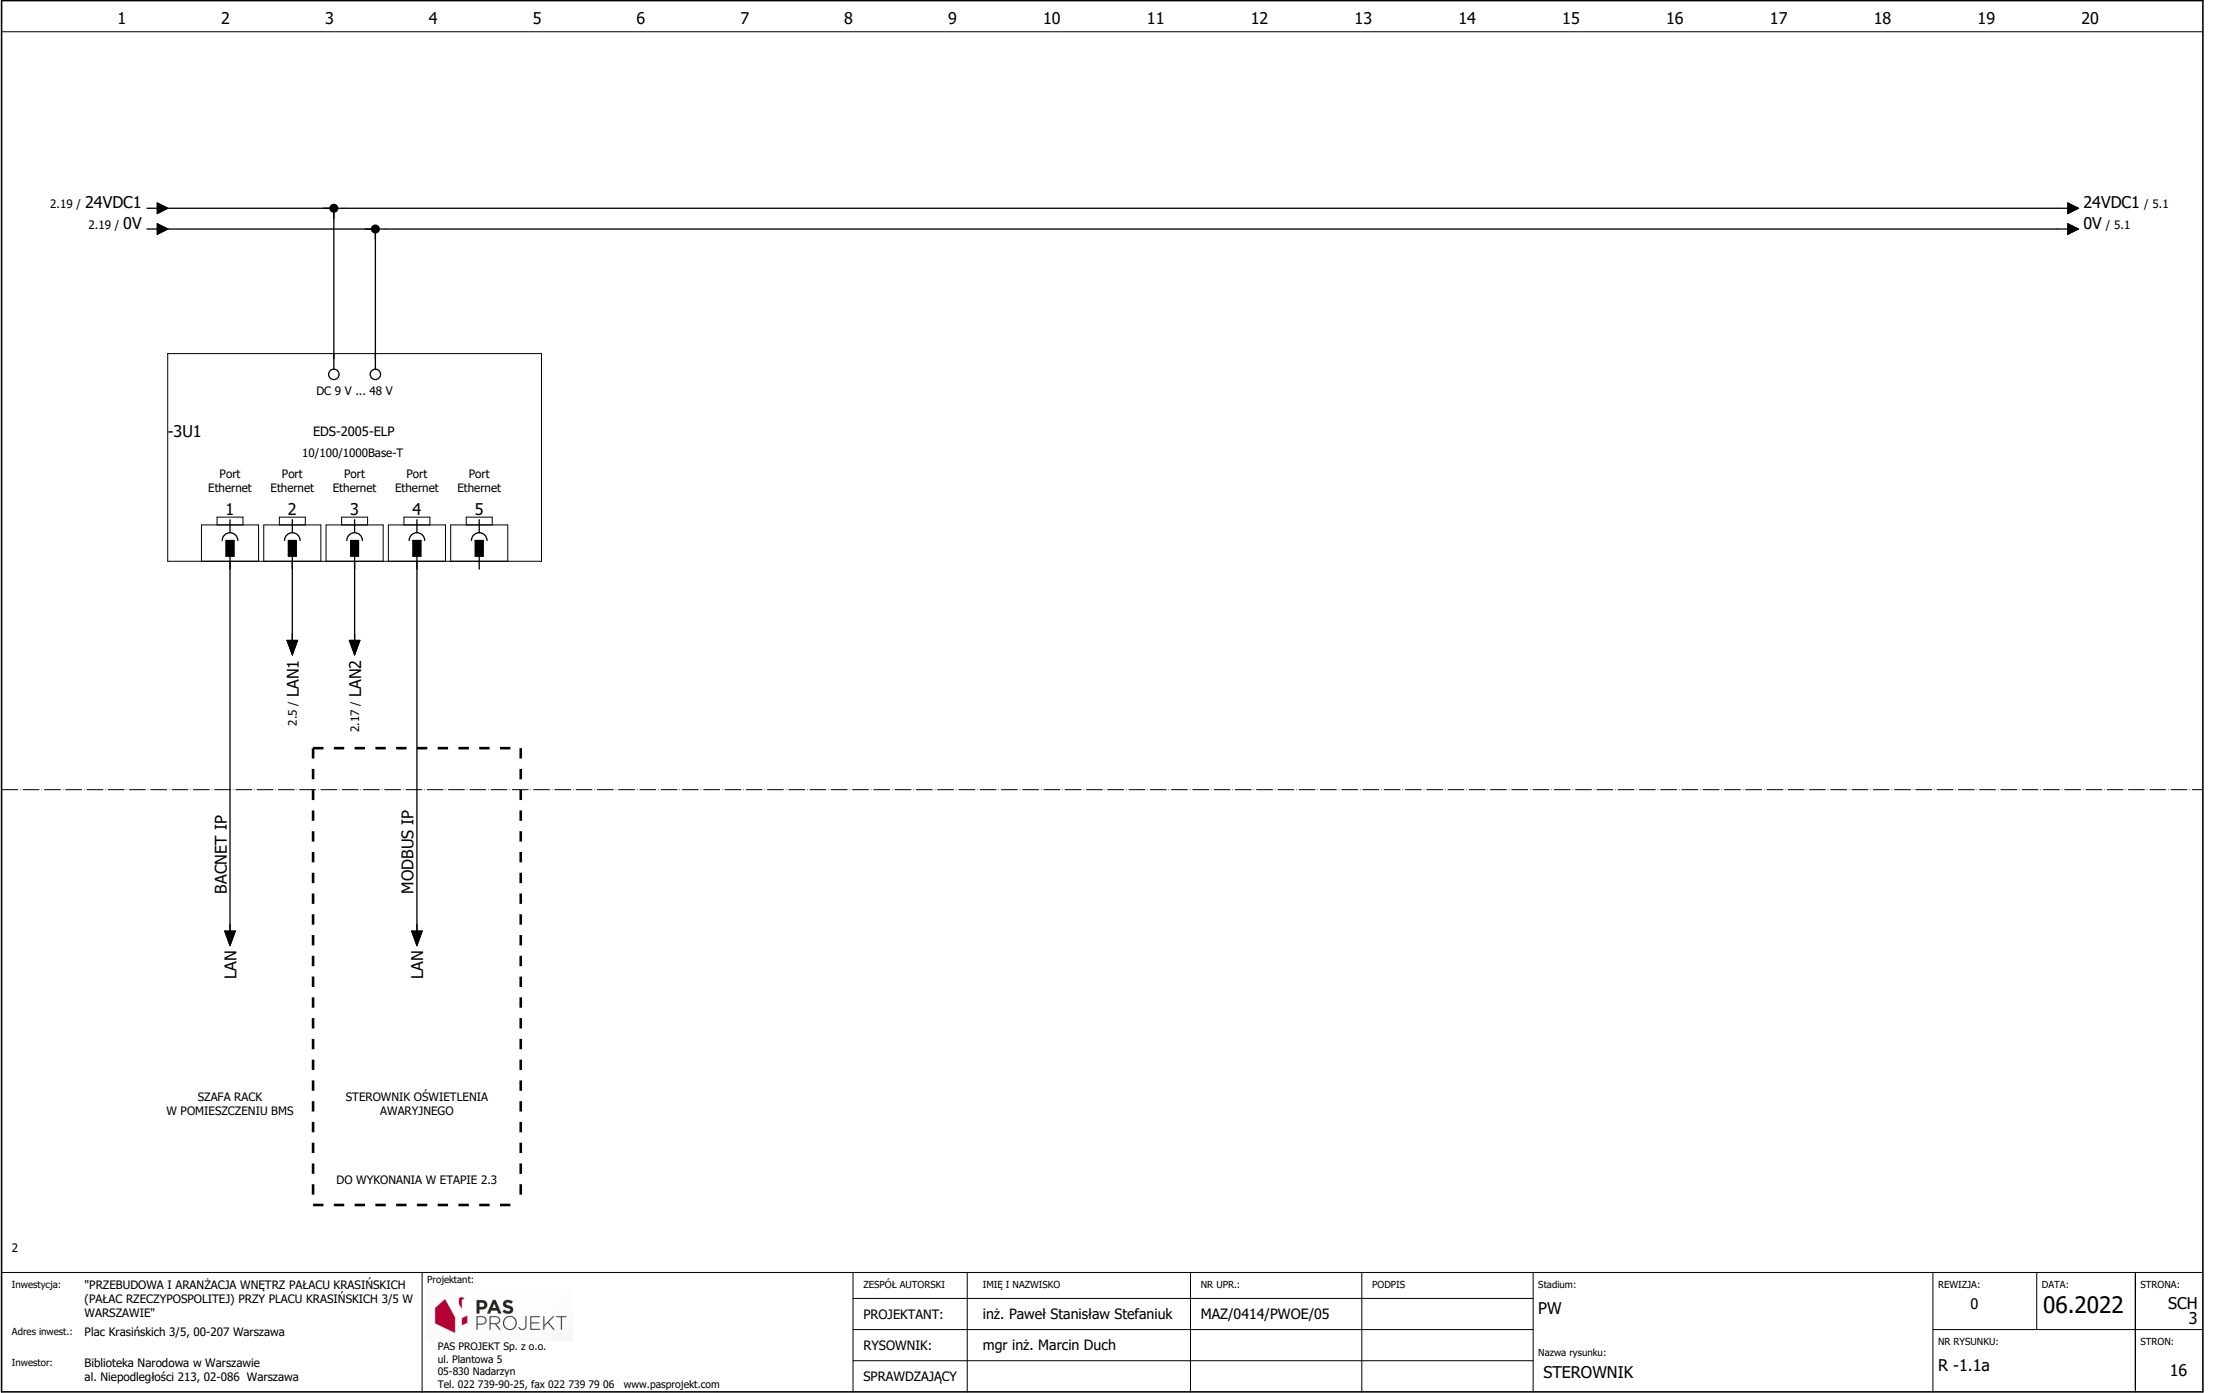 1 2 3 4 5 6 7 8 9 10 11 12 13 14 15 16 17 18 19 20
2.19 / 24VDC1
2.19 / 0V
24VDC1 / 5.1
0V / 5.1
DC 9 V ... 48 V
-3U1
EDS-2005-ELP
10/100/1000Base-T
Port Port Port Port Port
Ethernet Ethernet Ethernet Ethernet Ethernet
1 2 3 4 5
2.5 / LAN1
2.17 / LAN2
BACNET IP
MODBUS IP
LAN
LAN
SZAFA RACK
W POMIESZCZENIU BMS
STEROWNIK OŚWIETLENIA
AWARYJNEGO
DO WYKONANIA W ETAPIE 2.3
2
Inwestycja: "PRZEBUDOWA I ARANŻACJA WNĘTRZ PAŁACU KRASIŃSKICH
(PAŁAC RZECZYPOSPOLITEJ) PRZY PLACU KRASIŃSKICH 3/5 W
WARSZAWIE"
Adres inwest.: Plac Krasińskich 3/5, 00-207 Warszawa
Inwestor: Biblioteka Narodowa w Warszawie
al. Niepodległości 213, 02-086 Warszawa
Projektant:
PAS
PROJEKT
PAS PROJEKT Sp. z o.o.
ul. Plantowa 5
05-830 Nadarzyn
Tel. 022 739-90-25, fax 022 739 79 06 www.pasprojekt.com
ZESPÓŁ AUTORSKI IMIĘ I NAZWISKO NR UPR.: PODPIS
PROJEKTANT: inż. Paweł Stanisław Stefaniuk MAZ/0414/PWOE/05
RYSOWNIK: mgr inż. Marcin Duch
SPRAWDZAJĄCY
Stadium:
PW
Nazwa rysunku:
STEROWNIK
REWIZJA:
0
DATA:
06.2022
STRONA:
SCH
3
NR RYSUNKU:
R -1.1a
STRON:
16